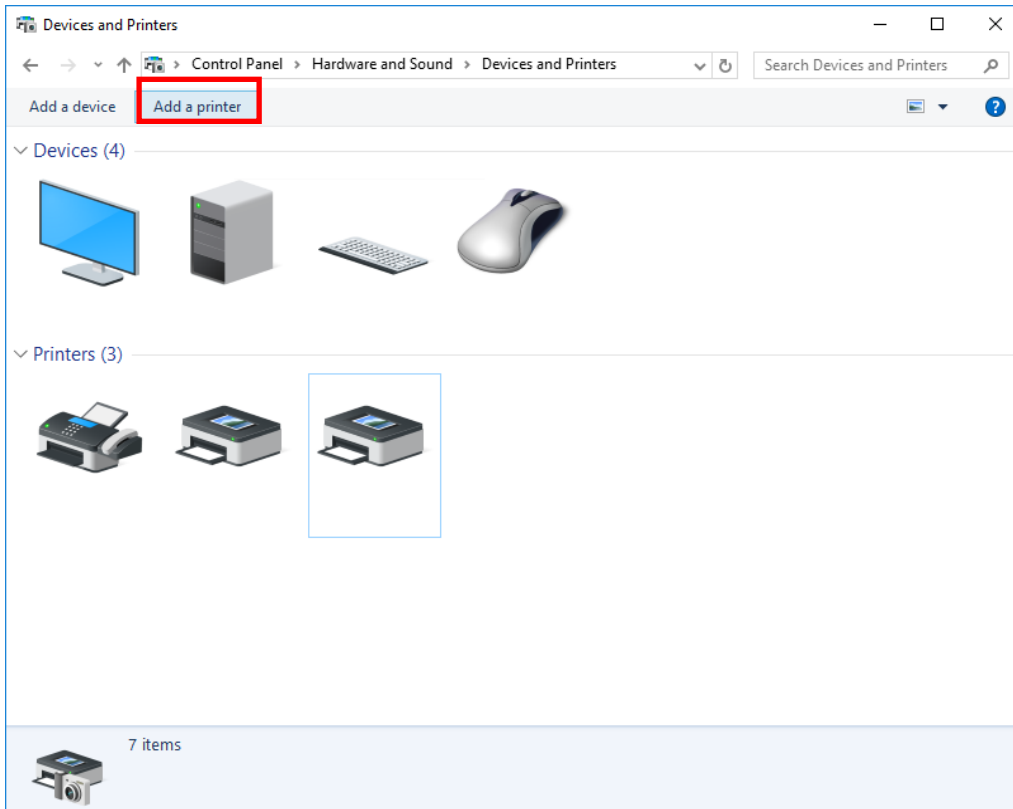 Devices and Printers
Control Panel > Hardware and Sound > Devices and Printers
Search Devices and Printers
Add a device
Add a printer
?
Devices (4)
Printers (3)
7 items